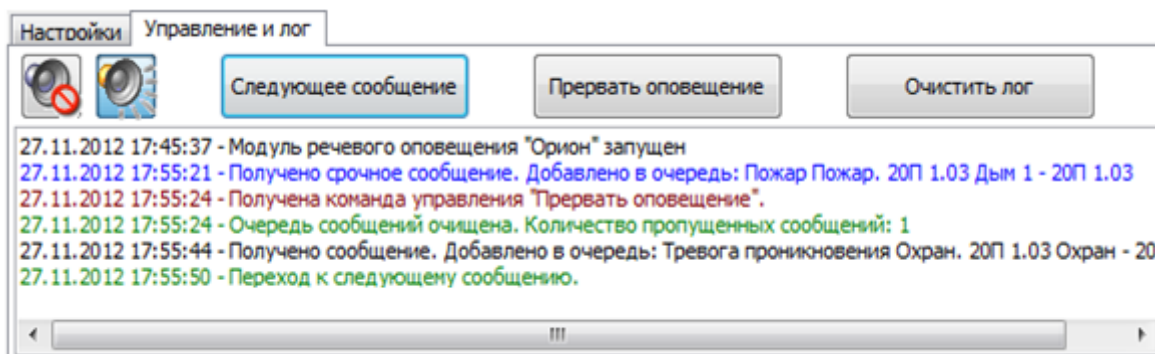 Настройки Управление и лог
Следующее сообщение Прервать оповещение Очистить лог
27.11.2012 17:45:37 - Модуль речевого оповещения "Орион" запущен
27.11.2012 17:55:21 - Получено срочное сообщение. Добавлено в очередь: Пожар Пожар. 20П 1.03 Дым 1 - 20П 1.03
27.11.2012 17:55:24 - Получена команда управления "Прервать оповещение".
27.11.2012 17:55:24 - Очередь сообщений очищена. Количество пропущенных сообщений: 1
27.11.2012 17:55:44 - Получено сообщение. Добавлено в очередь: Тревога проникновения Охран. 20П 1.03 Охран - 20
27.11.2012 17:55:50 - Переход к следующему сообщению.